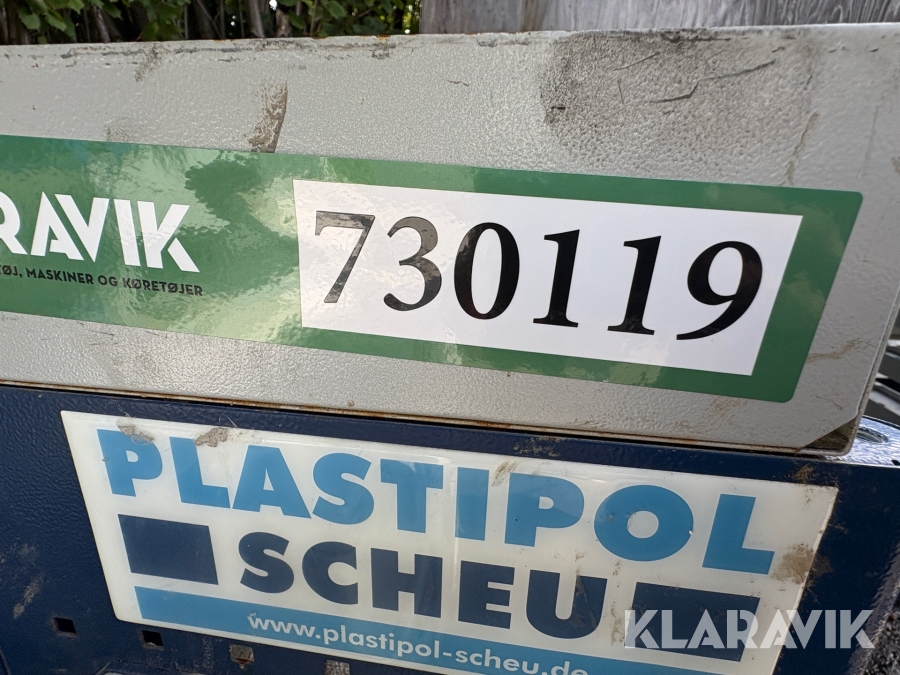 RAVIK
730119
TØJ, MASKINER OG KØRETØJER
PLASTIPOL
SCHEU
www.plastipol-scheu.de
KLARAVIK